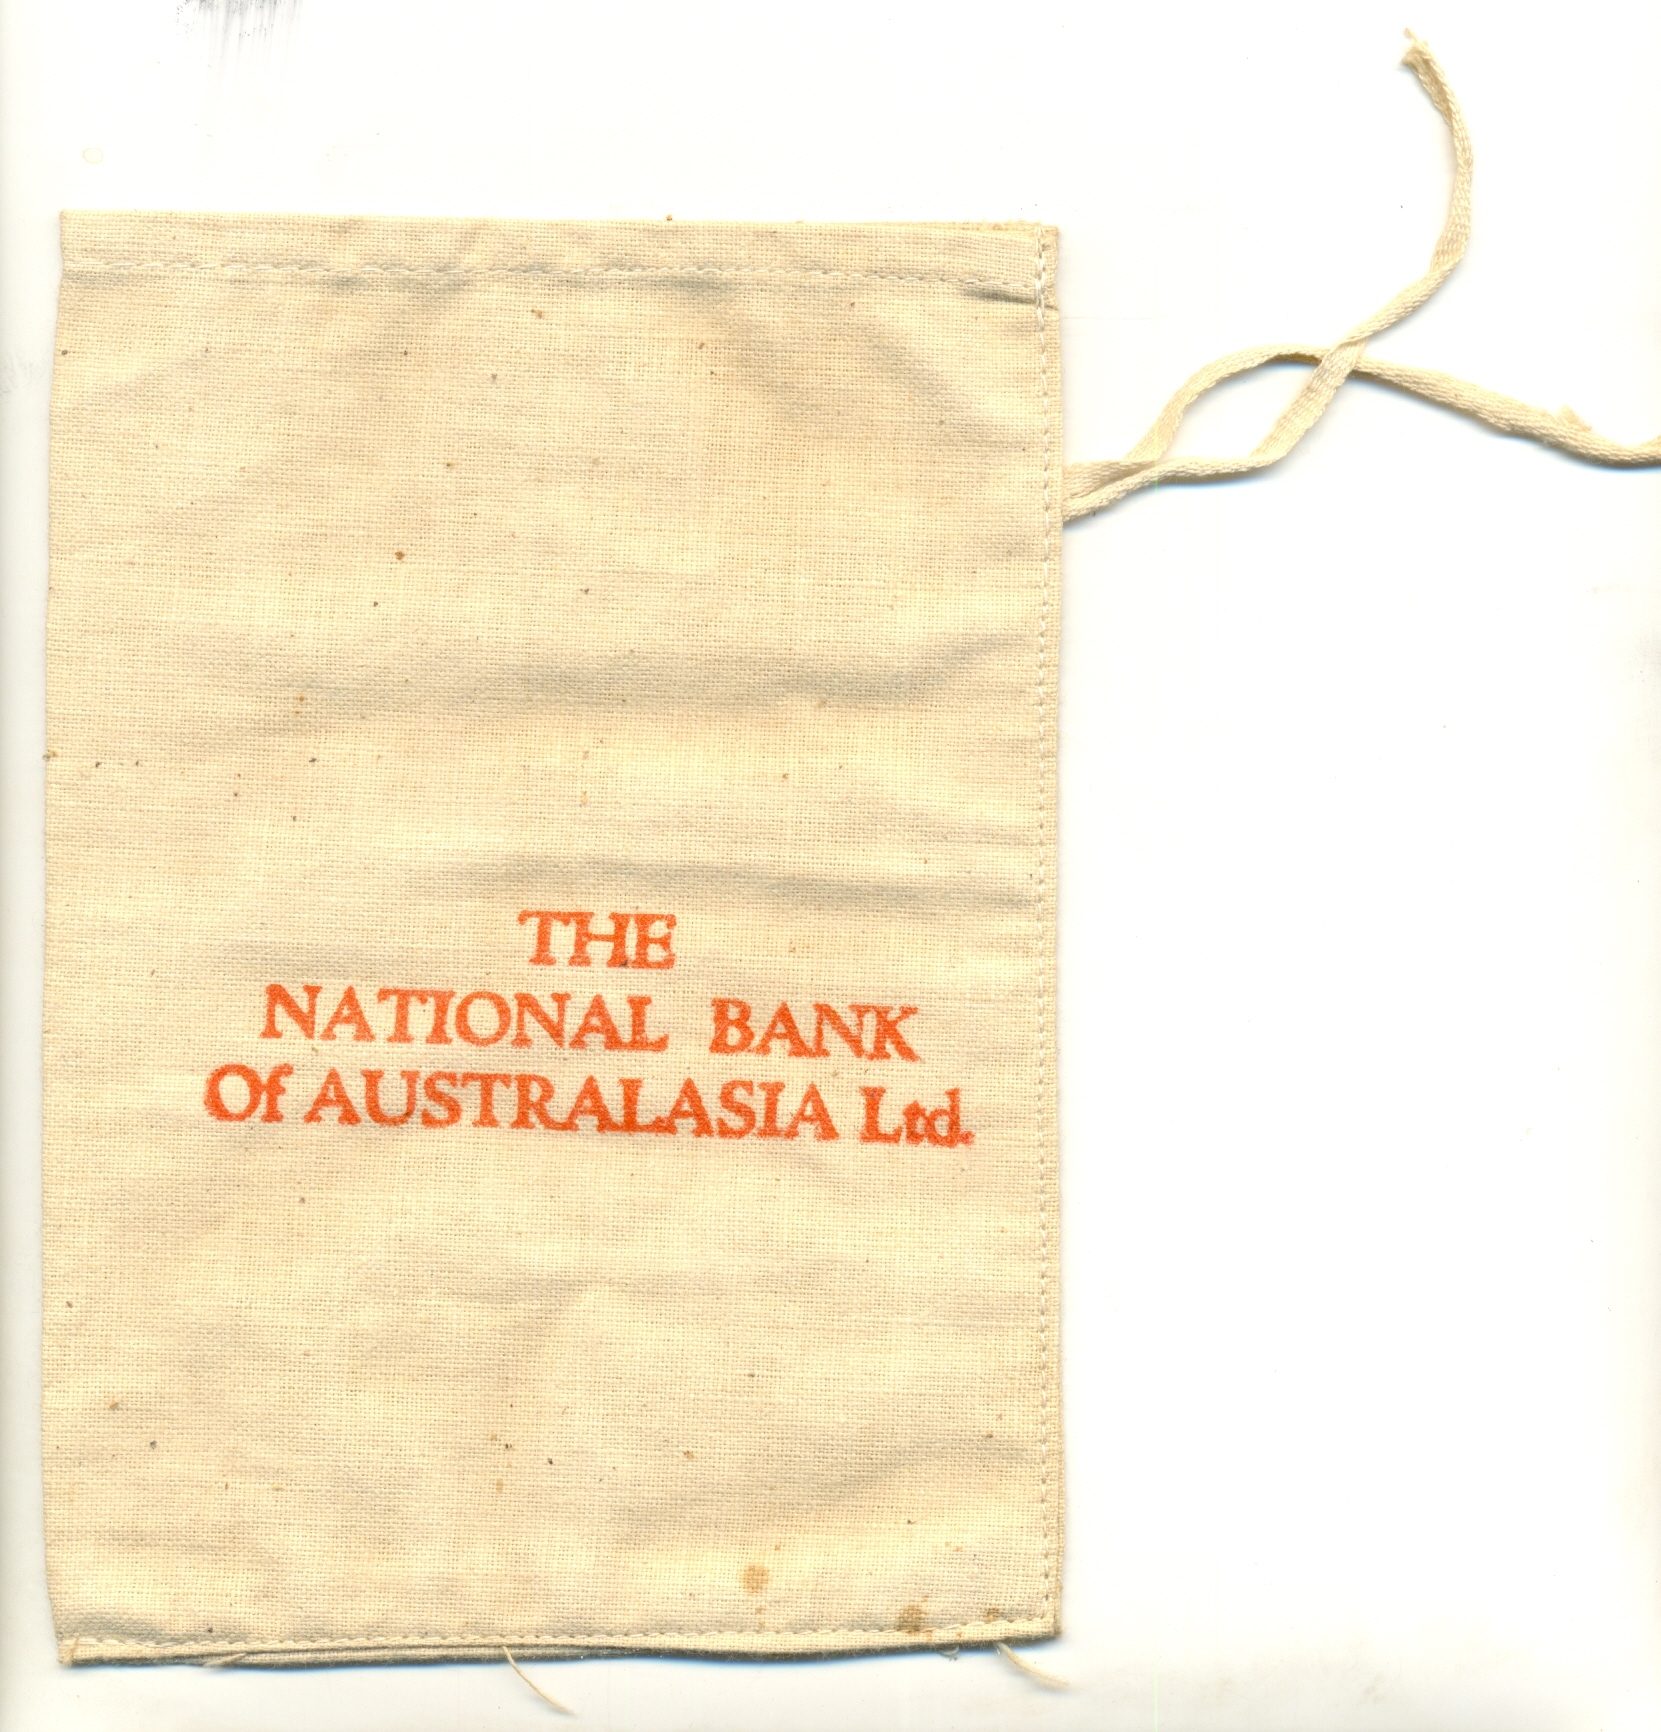 THE
NATIONAL BANK
Of AUSTRALASIA Ltd.